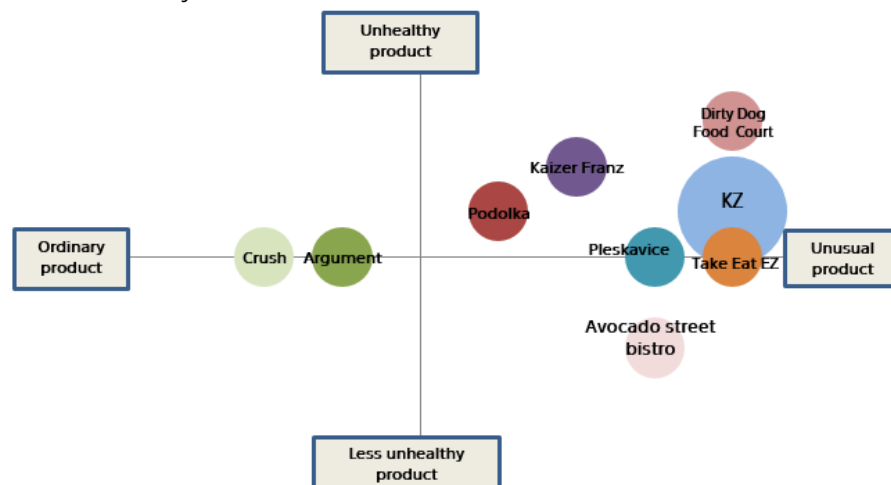 Unhealthy
product
Dirty Dog
Food Court
Kaizer Franz
KZ
Podolka
Ordinary
product
Crush
Argument
Pleskavice
Take Eat EZ
Unusual
product
Avocado street
bistro
Less unhealthy
product